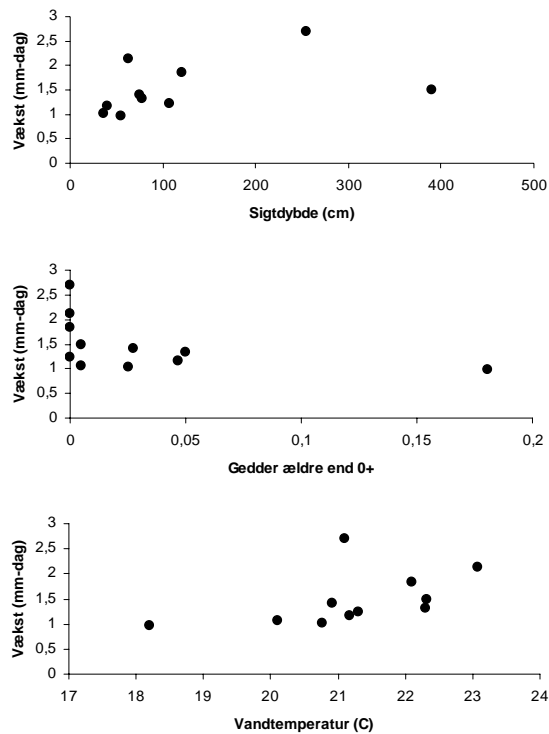 Vækst (mm-dag)
3
2,5
2
1,5
1
0,5
0
0 100 200 300 400 500
Sigtdybde (cm)
Vækst (mm-dag)
3
2,5
2
1,5
1
0,5
0
0 0,05 0,1 0,15 0,2
Gedder ældre end 0+
Vækst (mm-dag)
3
2,5
2
1,5
1
0,5
0
17 18 19 20 21 22 23 24
Vandtemperatur (C)